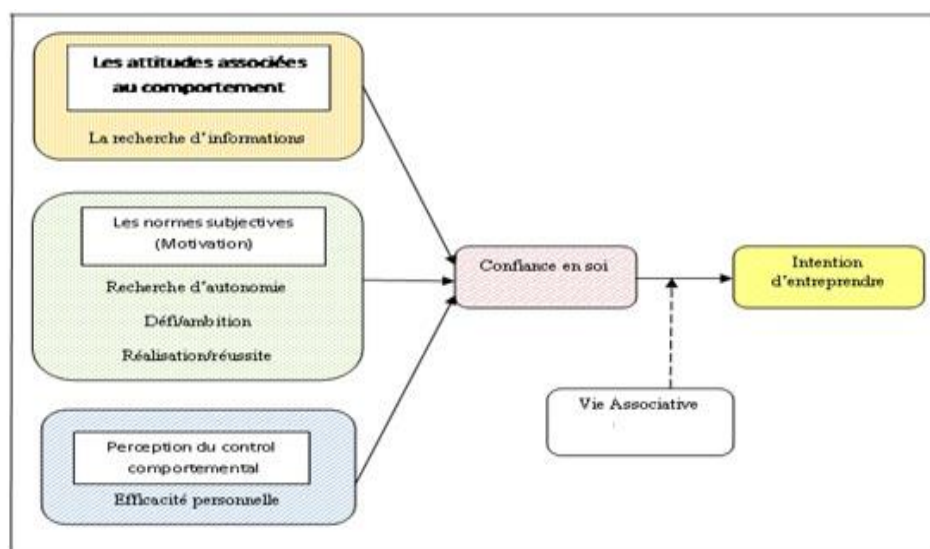 Les attitudes associées
au comportement
La recherche d'informations
Les normes subjectives
(Motivation)
Recherche d'autonomie
Défi/ambition
Réalisation/réussite
Perception du control
comportemental
Efficacité personnelle
Confiance en soi
Intention
d'entreprendre
Vie Associative